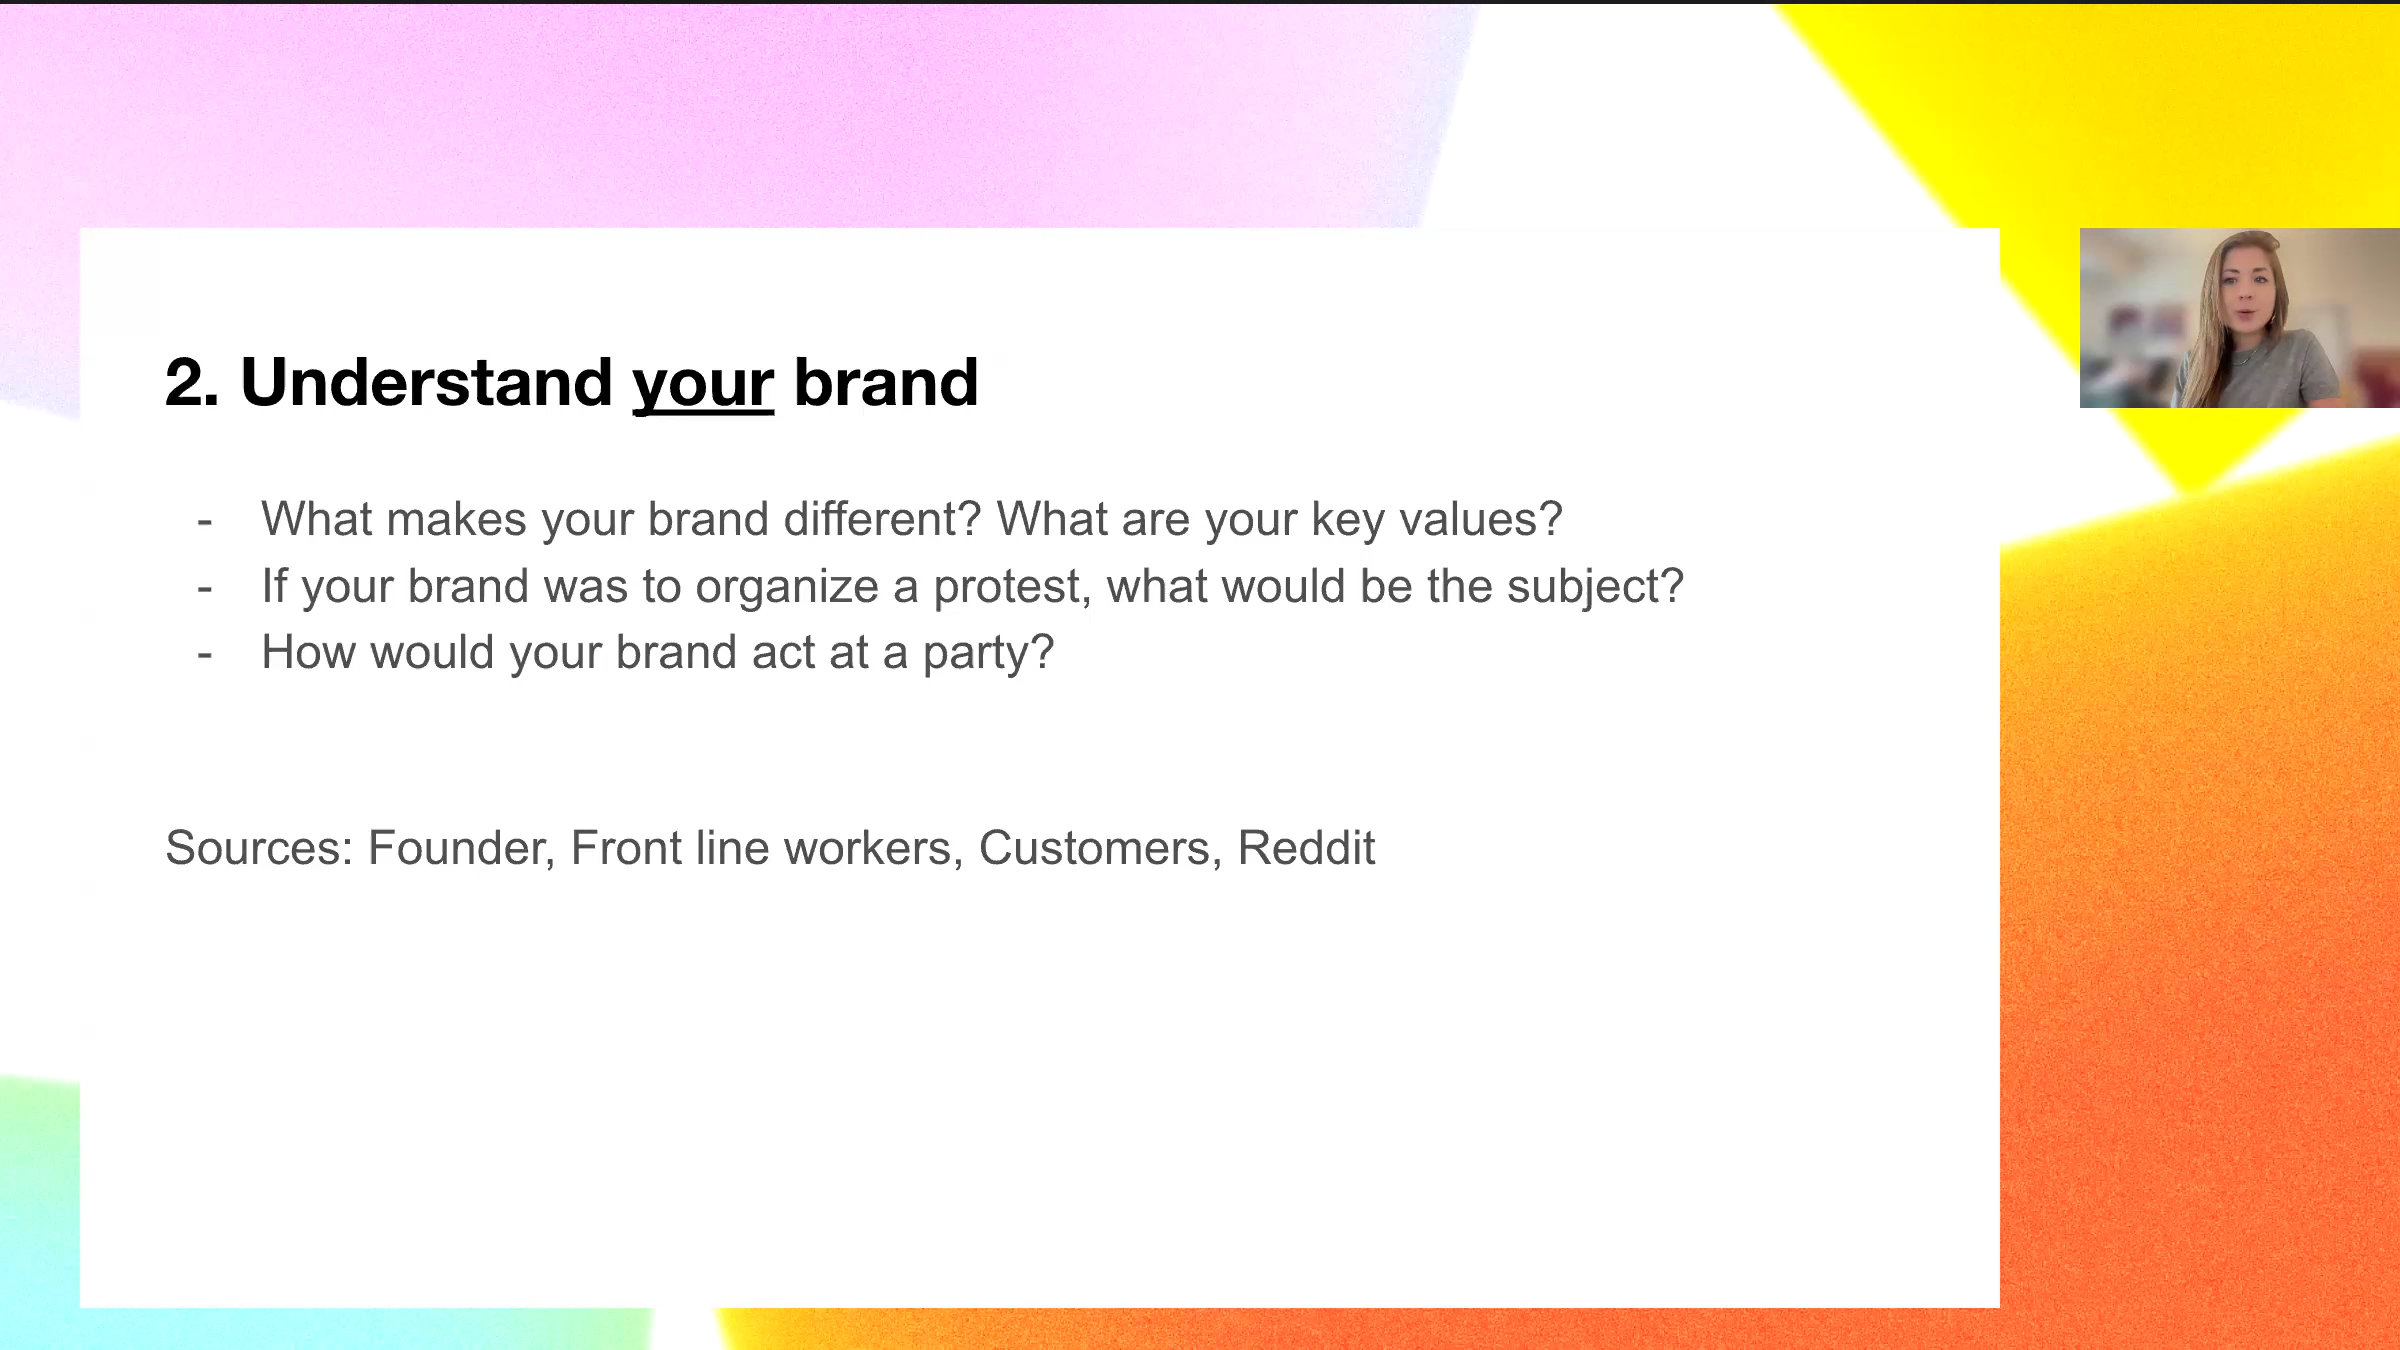 2. Understand your brand
- What makes your brand different? What are your key values?
- If your brand was to organize a protest, what would be the subject?
- How would your brand act at a party?
Sources: Founder, Front line workers, Customers, Reddit